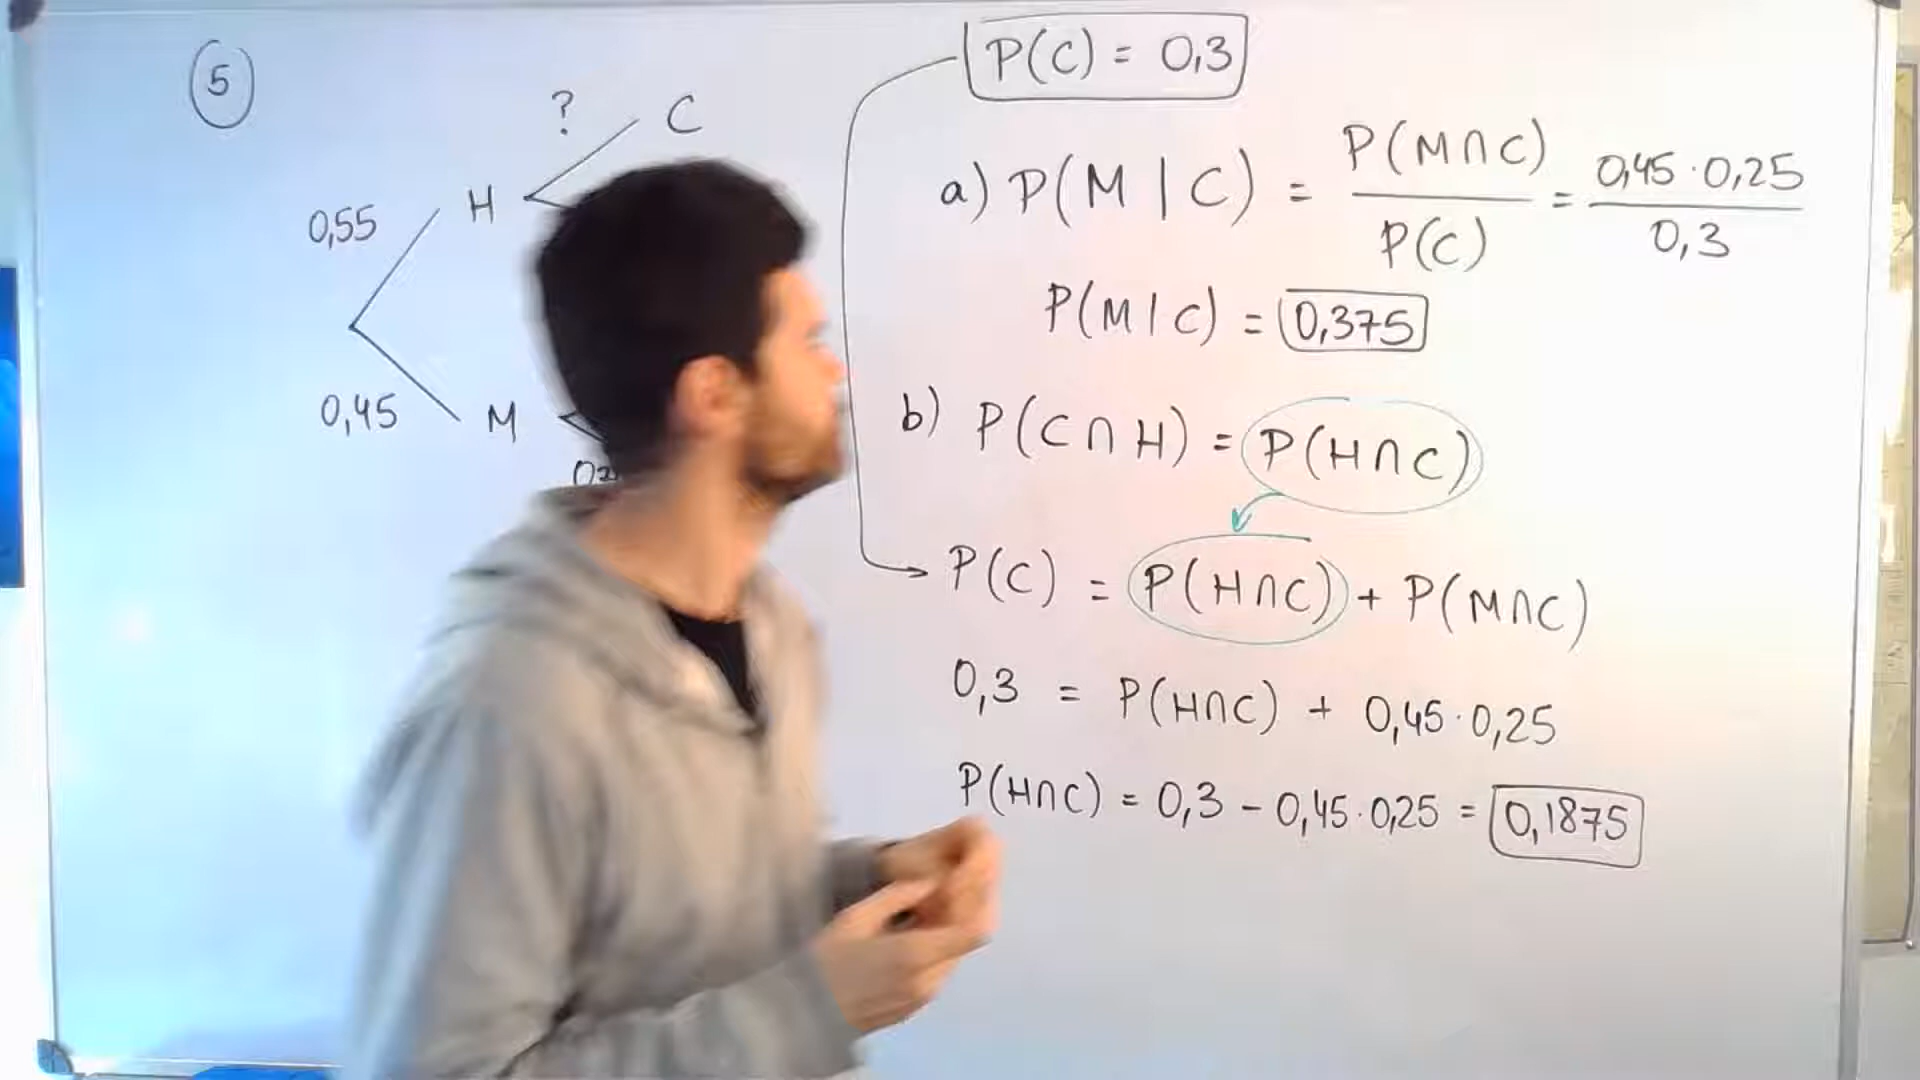 5
P(C) = 0,3
? C
0,55 H
0,45 M
a) P(M | C) = P(M∩C) / P(C) = 0,45 · 0,25 / 0,3
P(M | C) = 0,375
b) P(C∩H) = P(H∩C)
P(C) = P(H∩C) + P(M∩C)
0,3 = P(H∩C) + 0,45 · 0,25
P(H∩C) = 0,3 - 0,45 · 0,25 = 0,1875